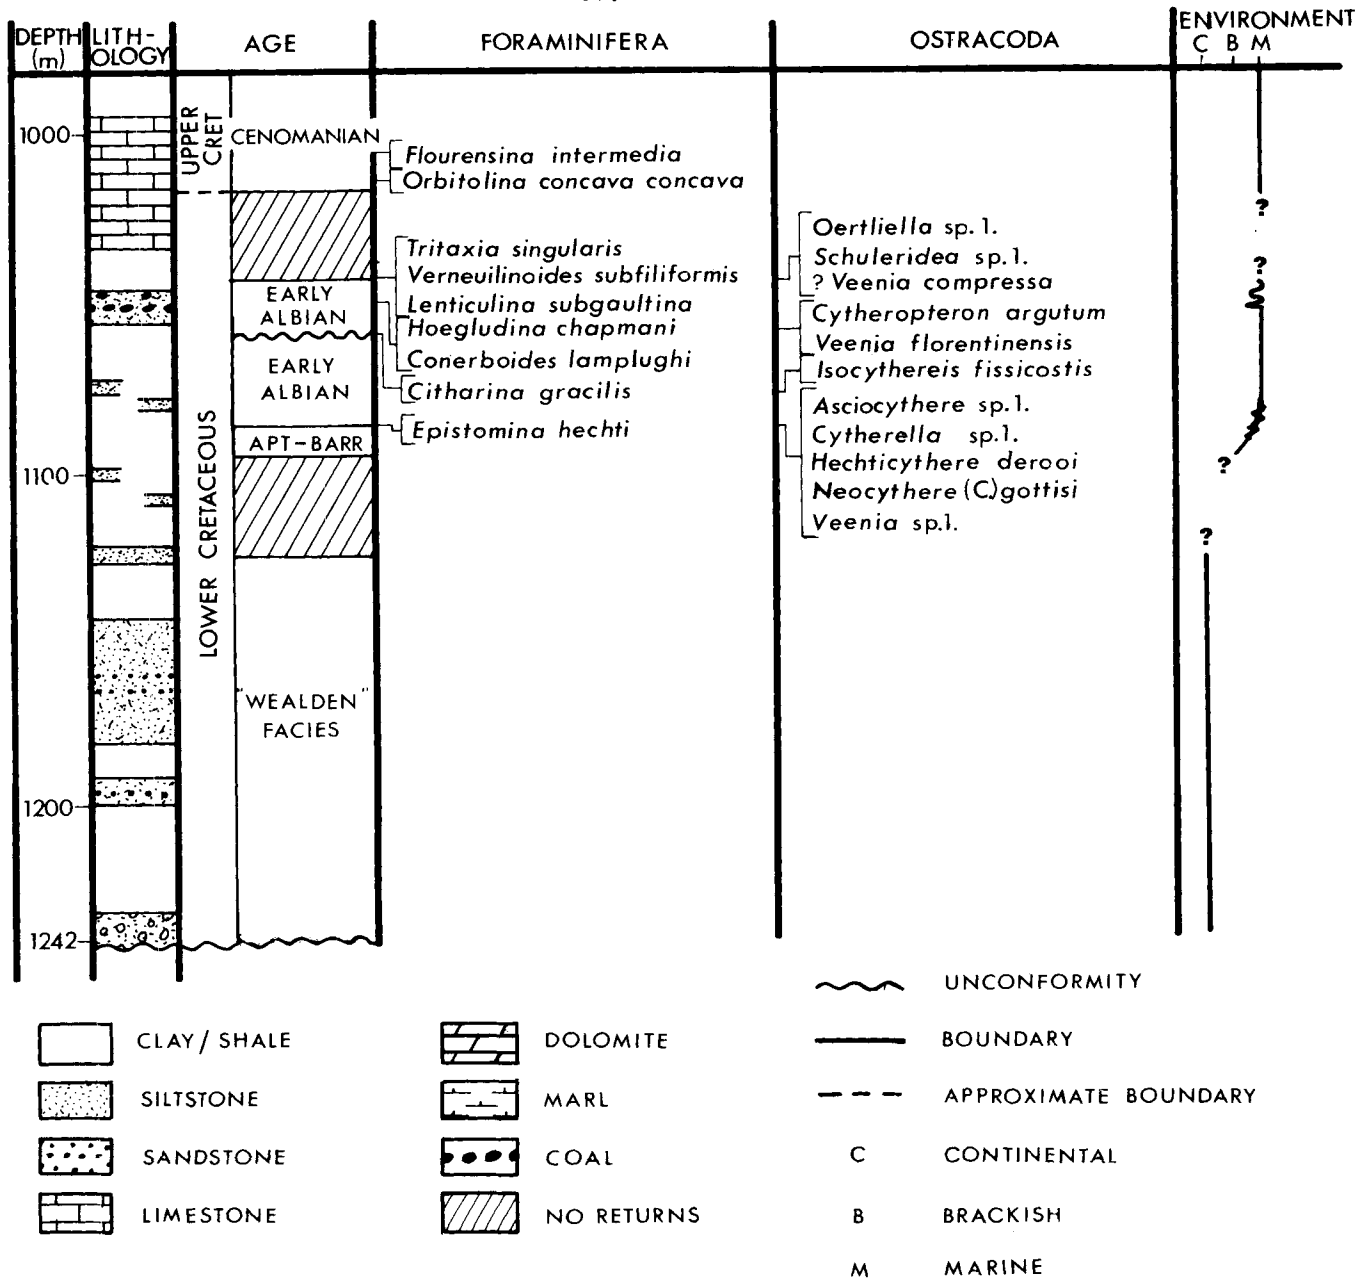 DEPTH
(m)
LITH-
OLOGY
AGE
FORAMINIFERA
OSTRACODA
ENVIRONMENT
C B M
1000
1100
1200
1242
UPPER
CRET
LOWER CRETACEOUS
CENOMANIAN
EARLY
ALBIAN
EARLY
ALBIAN
APT-BARR
"WEALDEN"
FACIES
Flourensina intermedia
Orbitolina concava concava
Tritaxia singularis
Verneuilinoides subfiliformis
Lenticulina subgaultina
Hoegludina chapmani
Conerboides lamplughi
Citharina gracilis
Epistomina hechti
Oertliella sp.1.
Schuleridea sp.1.
? Veenia compressa
Cytheropteron argutum
Veenia florentinensis
Isocythereis fissicostis
Asciocythere sp.1.
Cytherella sp.1.
Hechticythere derooi
Neocythere (C.) gottisi
Veenia sp.1.
?
?
?
?
CLAY/SHALE
SILTSTONE
SANDSTONE
LIMESTONE
DOLOMITE
MARL
COAL
NO RETURNS
UNCONFORMITY
BOUNDARY
APPROXIMATE BOUNDARY
C CONTINENTAL
B BRACKISH
M MARINE